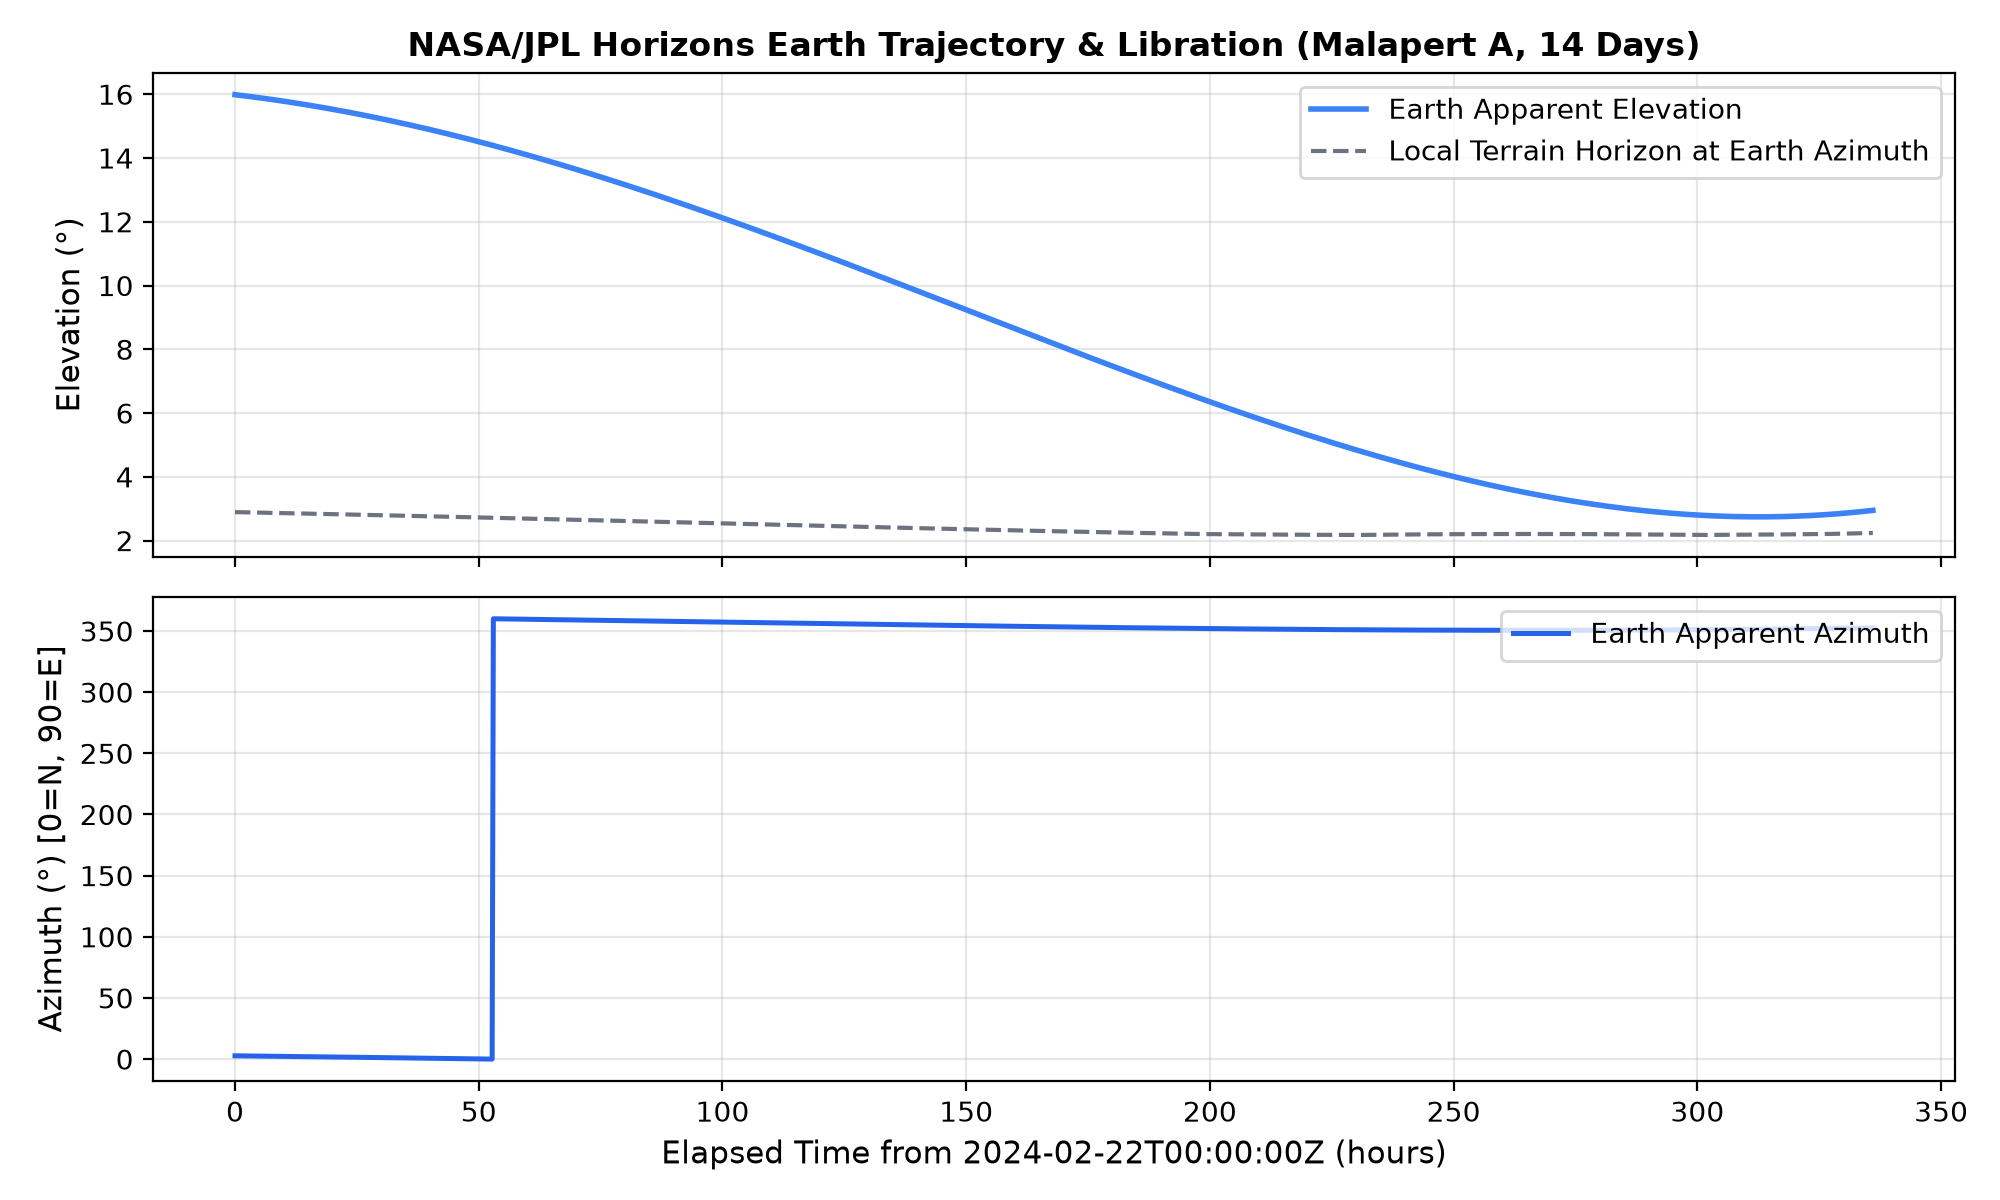 NASA/JPL Horizons Earth Trajectory & Libration (Malapert A, 14 Days)
Elevation (°)
16
14
12
10
8
6
4
2
Earth Apparent Elevation
Local Terrain Horizon at Earth Azimuth
Azimuth (°) [0=N, 90=E]
350
300
250
200
150
100
50
0
Earth Apparent Azimuth
0 50 100 150 200 250 300 350
Elapsed Time from 2024-02-22T00:00:00Z (hours)